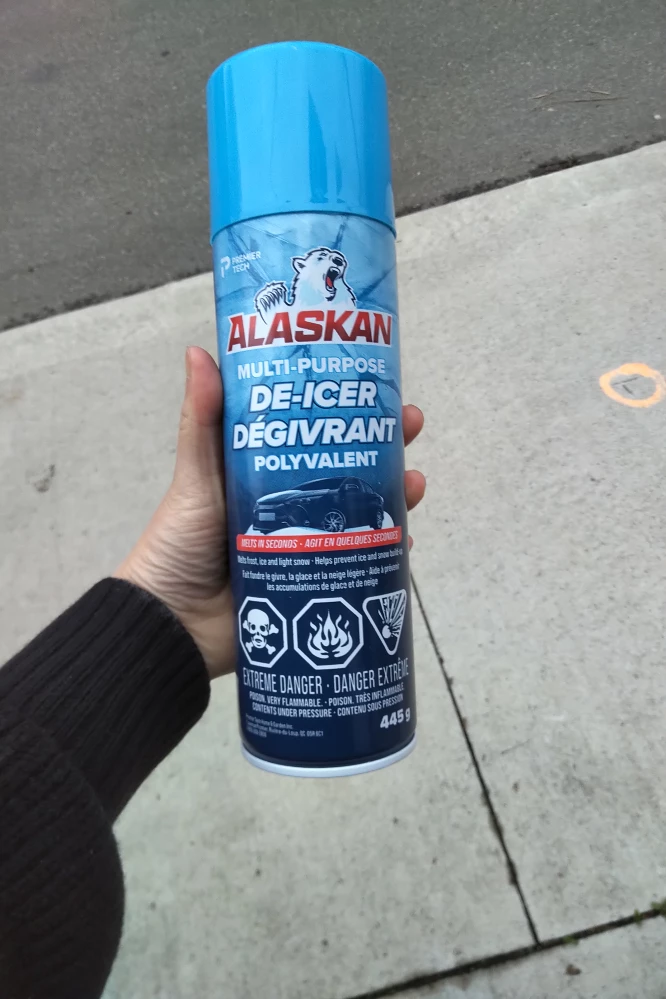 PREMIER
TECH
ALASKAN
MULTI-PURPOSE
DE-ICER
DÉGIVRANT
POLYVALENT
MELTS IN SECONDS - AGIT EN QUELQUES SECONDES
Melts frost, ice and light snow · Helps prevent ice and snow build-up
Fait fondre le givre, la glace et la neige légère · Aide à prévenir
les accumulations de glace et de neige
EXTREME DANGER · DANGER EXTRÊME
POISON. VERY FLAMMABLE. · POISON. TRÈS INFLAMMABLE.
CONTENTS UNDER PRESSURE · CONTENU SOUS PRESSION
445 g